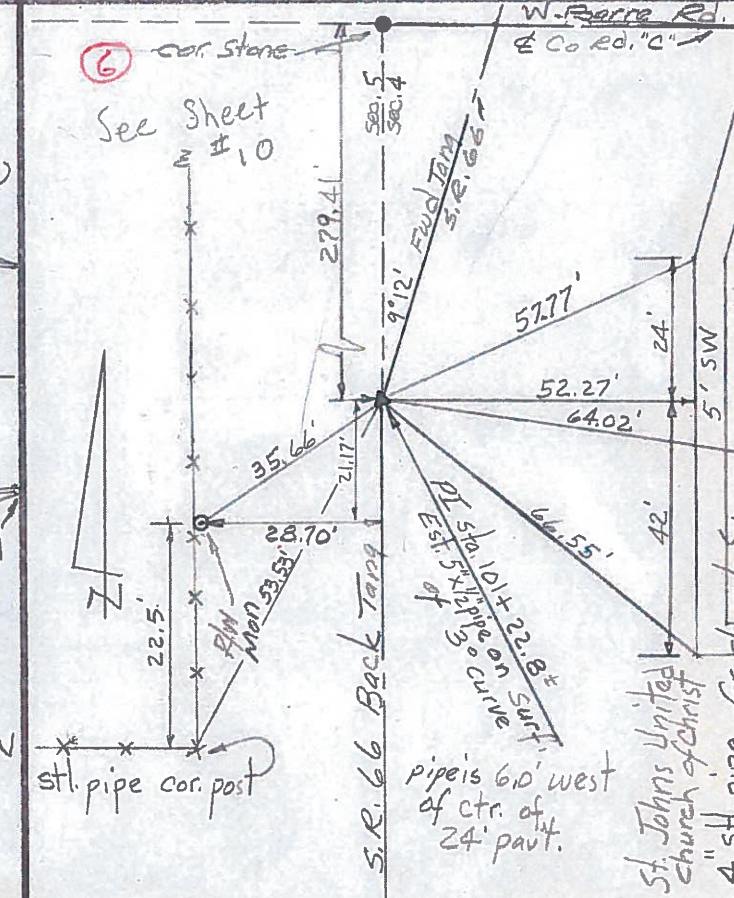 W. Barre Rd.
₵ Co Rd. "C"
6
cor. stone
See Sheet
# 10
Sec. 5
Sec. 4
279.41'
Fwd Tang
S.R. 66
9°12'
57.77'
24'
5' SW
52.27'
64.02'
35.66'
21.17'
28.70'
66.55'
42'
PI sta 101+22.8±
Est. 5"x1/2 pipe on surf.
of
3° curve
R/W
Mon
53.53'
22.5'
N
stl. pipe cor. post
S.R. 66 Back Tang
pipe is 6.0' west
of ctr. of
24' pav't.
St. Johns United
Church of Christ
4" stl. pipe